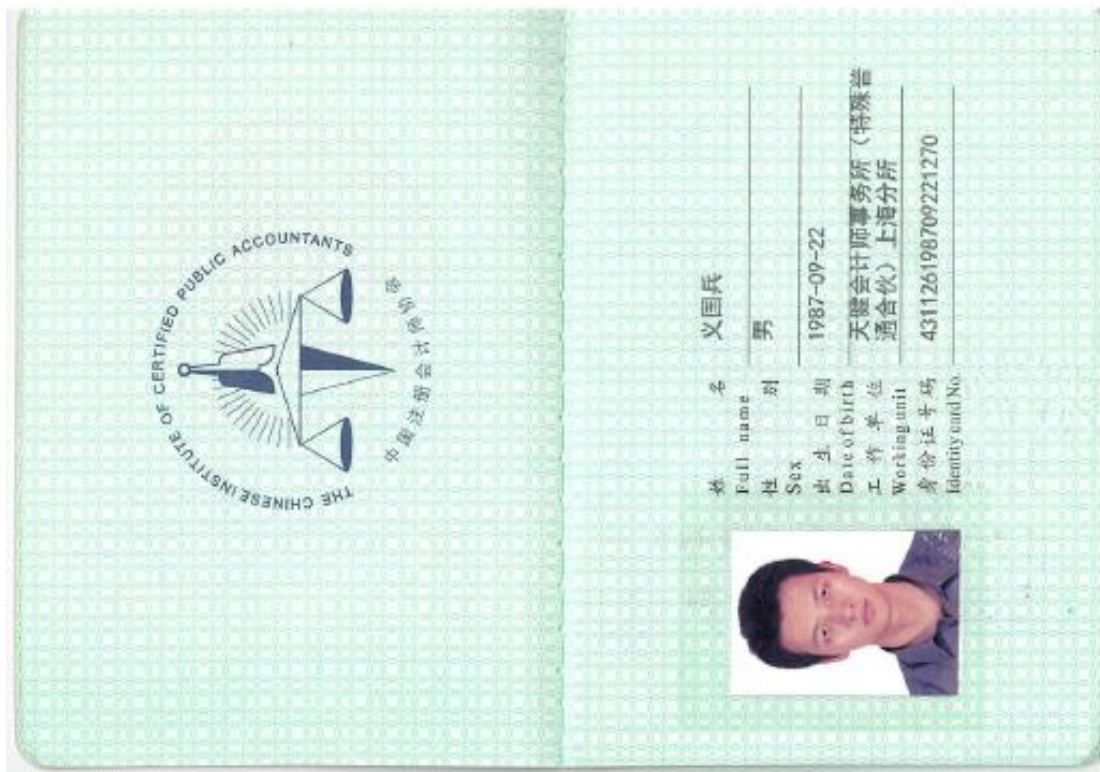 THE CHINESE INSTITUTE OF CERTIFIED PUBLIC ACCOUNTANTS
中国注册会计师协会
姓 名 义国兵
Full name
性 别 男
Sex
出 生 日 期 1987-09-22
Date of birth
工 作 单 位 天健会计师事务所（特殊普
通合伙）上海分所
Working unit
身 份 证 号 码 431126198709221270
Identity card No.